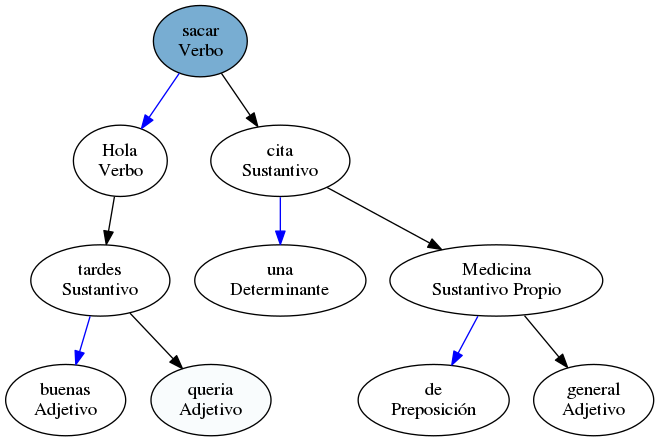 sacar
Verbo
Hola
Verbo
cita
Sustantivo
tardes
Sustantivo
una
Determinante
Medicina
Sustantivo Propio
buenas
Adjetivo
queria
Adjetivo
de
Preposición
general
Adjetivo